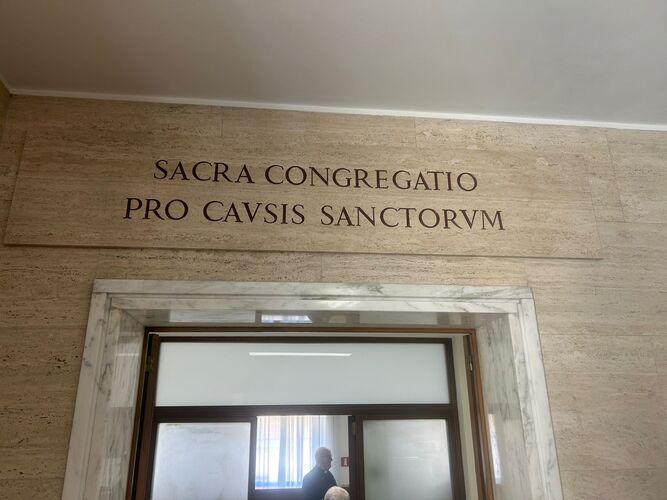 SACRA CONGREGATIO
PRO CAVSIS SANCTORVM